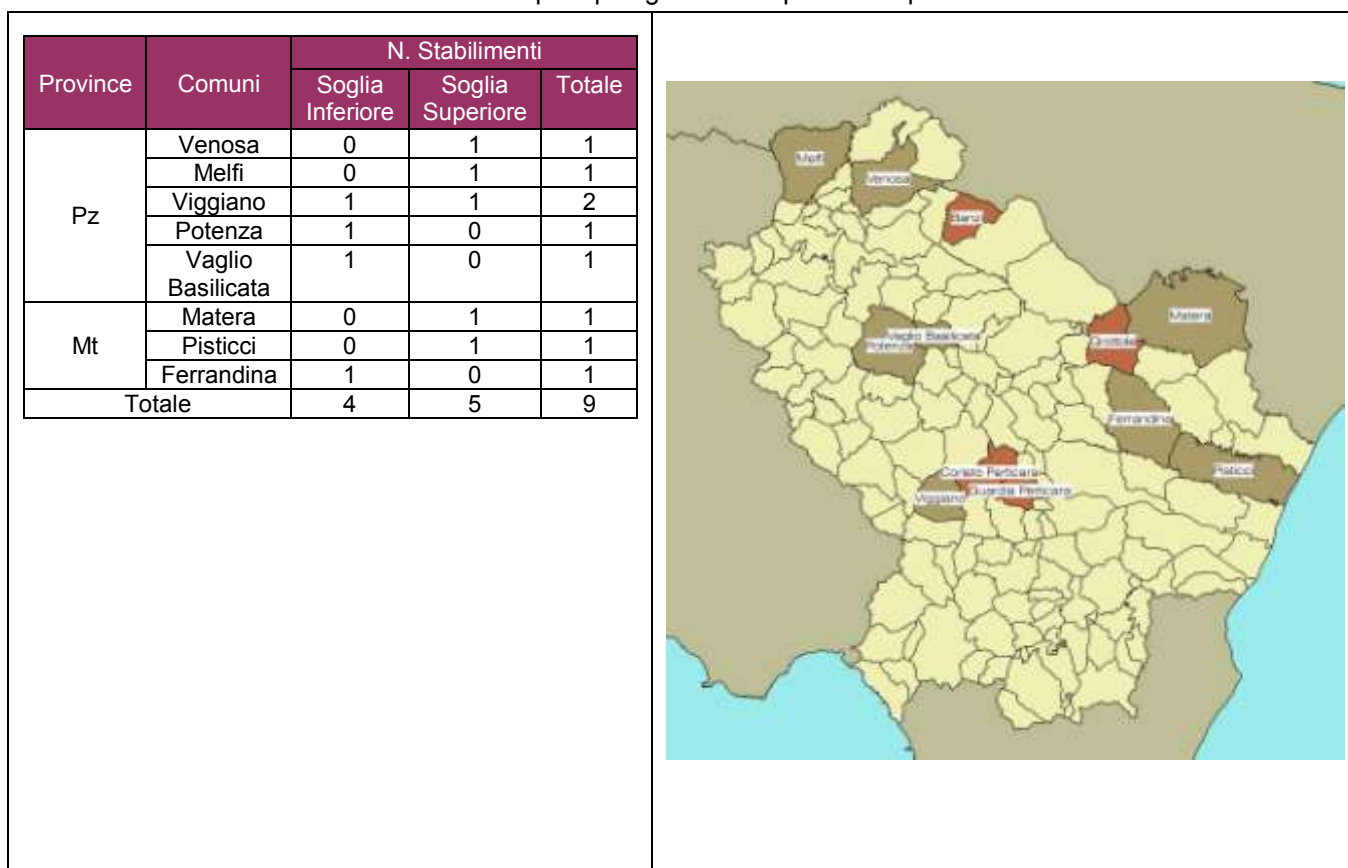 Province Comuni N. Stabilimenti
Soglia Inferiore Soglia Superiore Totale
Pz
Venosa 0 1 1
Melfi 0 1 1
Viggiano 1 1 2
Potenza 1 0 1
Vaglio Basilicata 1 0 1
Mt
Matera 0 1 1
Pisticci 0 1 1
Ferrandina 1 0 1
Totale 4 5 9
Melfi
Venosa
Banzi
Matera
Grottole
Vaglio Basilicata
Potenza
Ferrandina
Pisticci
Corleto Perticara
Guardia Perticara
Viggiano